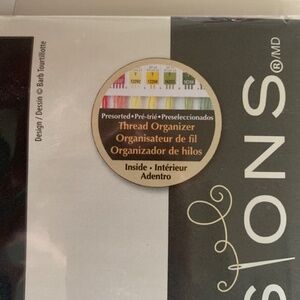 Design / Dessin © Barb Tourtillotte
Presorted•Pré-trié•Preseleccionados
Thread Organizer
Organisateur de fil
Organizador de hilos
Inside • Intérieur
Adentro
SIONS®/MD